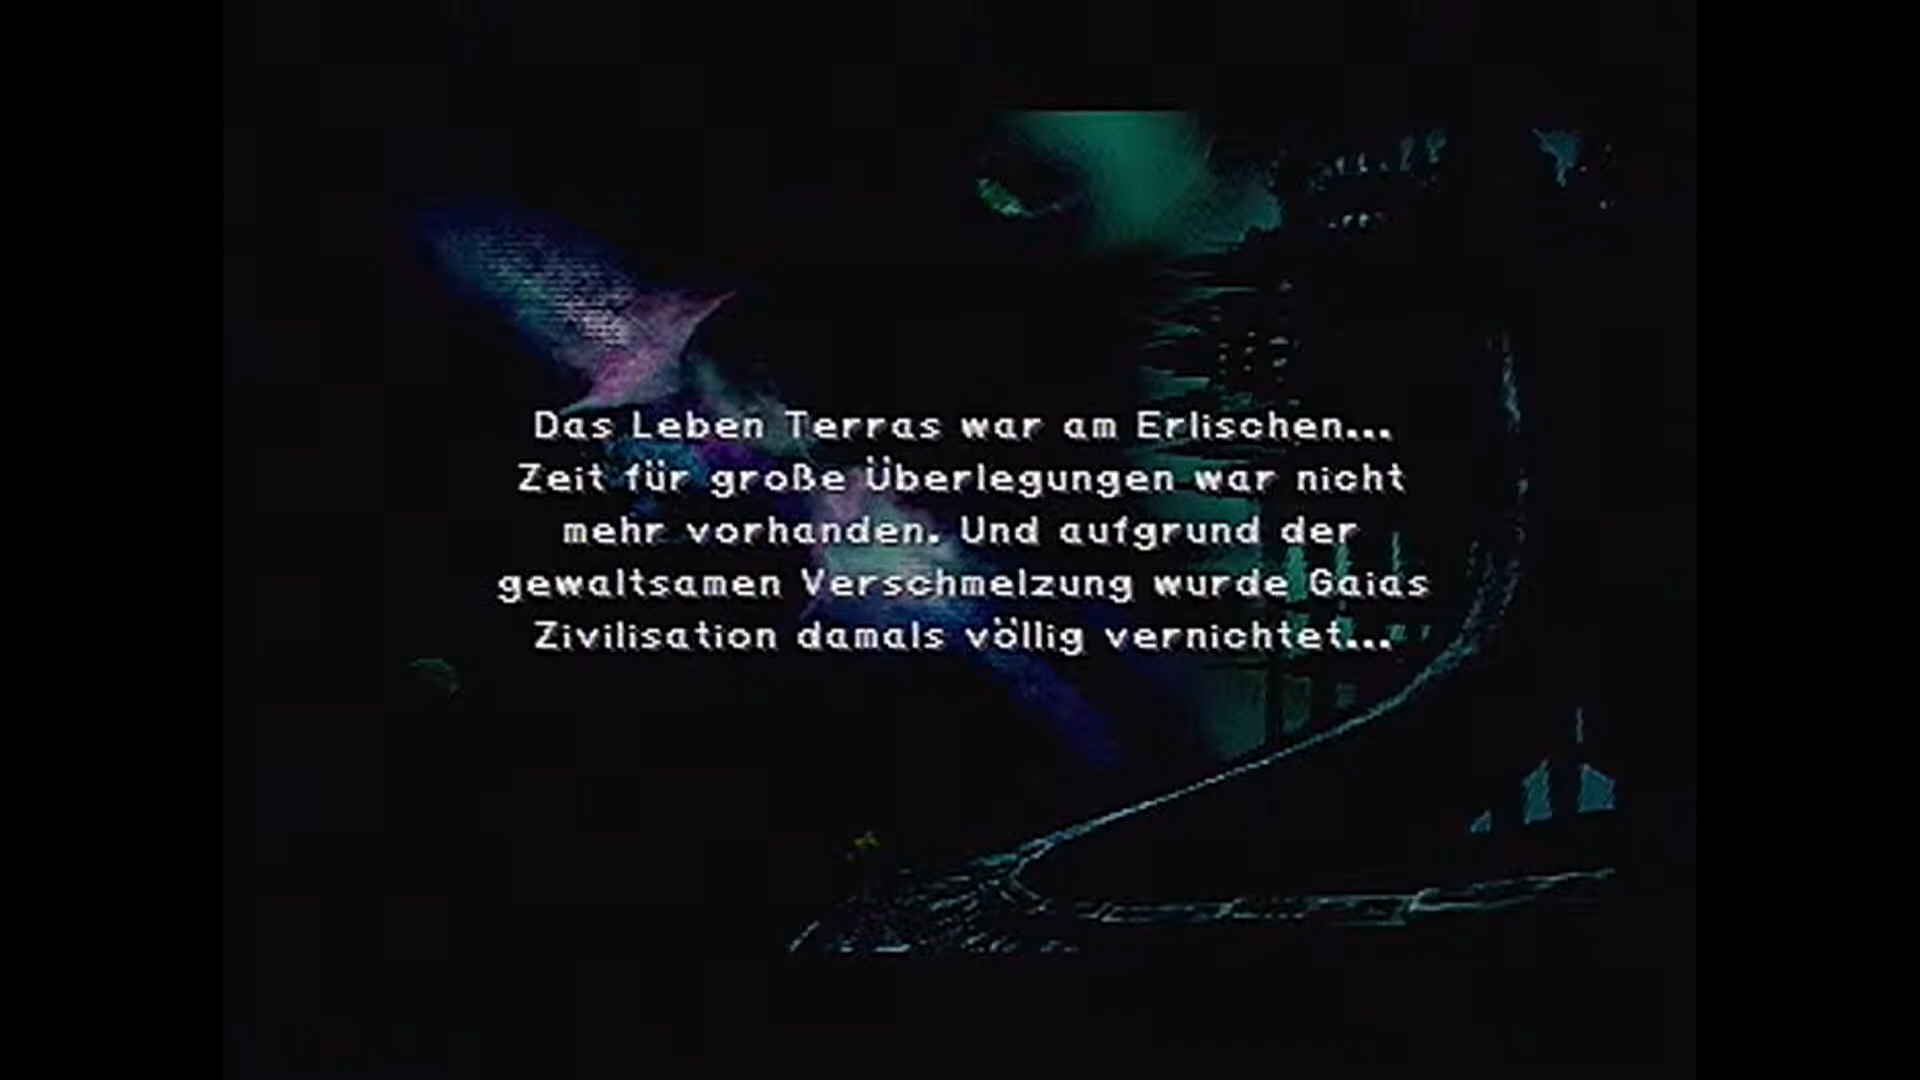 Das Leben Terras war am Erlischen...
Zeit für große Überlegungen war nicht
mehr vorhanden. Und aufgrund der
gewaltsamen Verschmelzung wurde Gaias
Zivilisation damals völlig vernichtet...